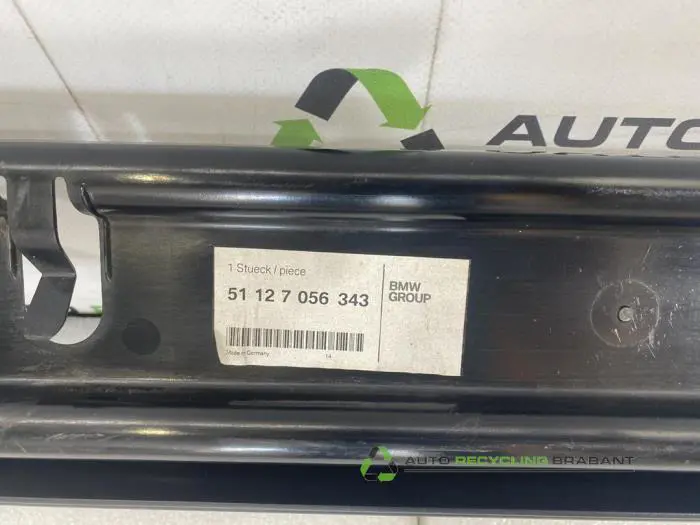 AUTO
1 Stueck / piece
51 12 7 056 343
BMW
GROUP
Made in Germany
14
AUTO RECYCLING BRABANT